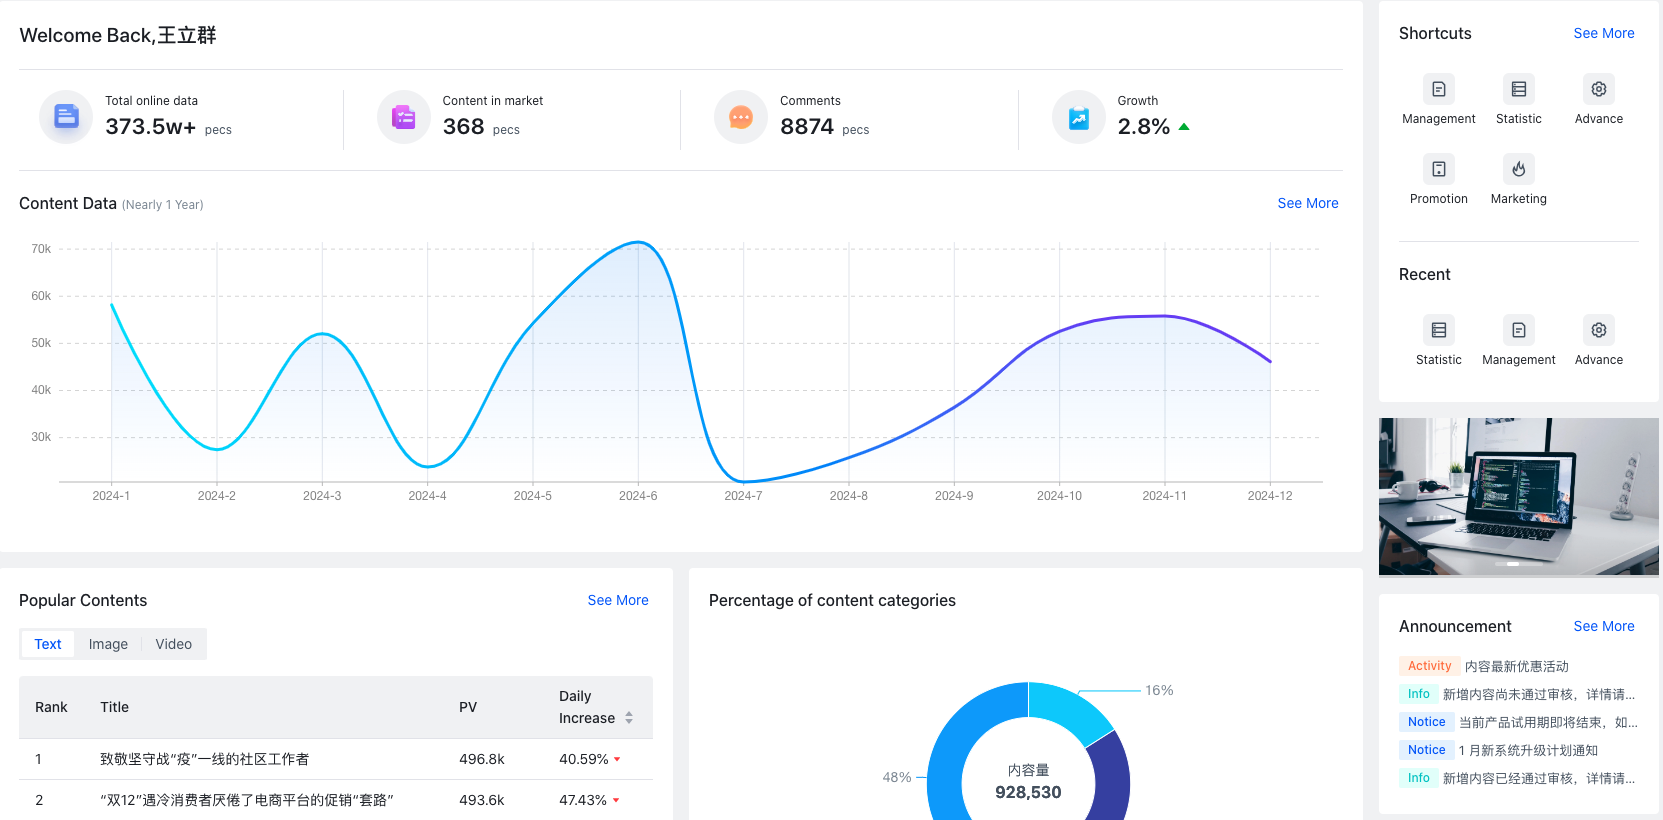 Welcome Back,王立群
Total online data
373.5w+ pecs
Content in market
368 pecs
Comments
8874 pecs
Growth
2.8%
Content Data (Nearly 1 Year)
See More
70k
60k
50k
40k
30k
2024-1
2024-2
2024-3
2024-4
2024-5
2024-6
2024-7
2024-8
2024-9
2024-10
2024-11
2024-12
Popular Contents
See More
Text
Image
Video
Rank
Title
PV
Daily
Increase
1
致敬坚守战“疫”一线的社区工作者
496.8k
40.59%
2
“双12”遇冷消费者厌倦了电商平台的促销“套路”
493.6k
47.43%
Percentage of content categories
16%
48%
内容量
928,530
Shortcuts
See More
Management
Statistic
Advance
Promotion
Marketing
Recent
Statistic
Management
Advance
Announcement
See More
Activity 内容最新优惠活动
Info 新增内容尚未通过审核，详情请...
Notice 当前产品试用期即将结束，如...
Notice 1 月新系统升级计划通知
Info 新增内容已经通过审核，详情请...